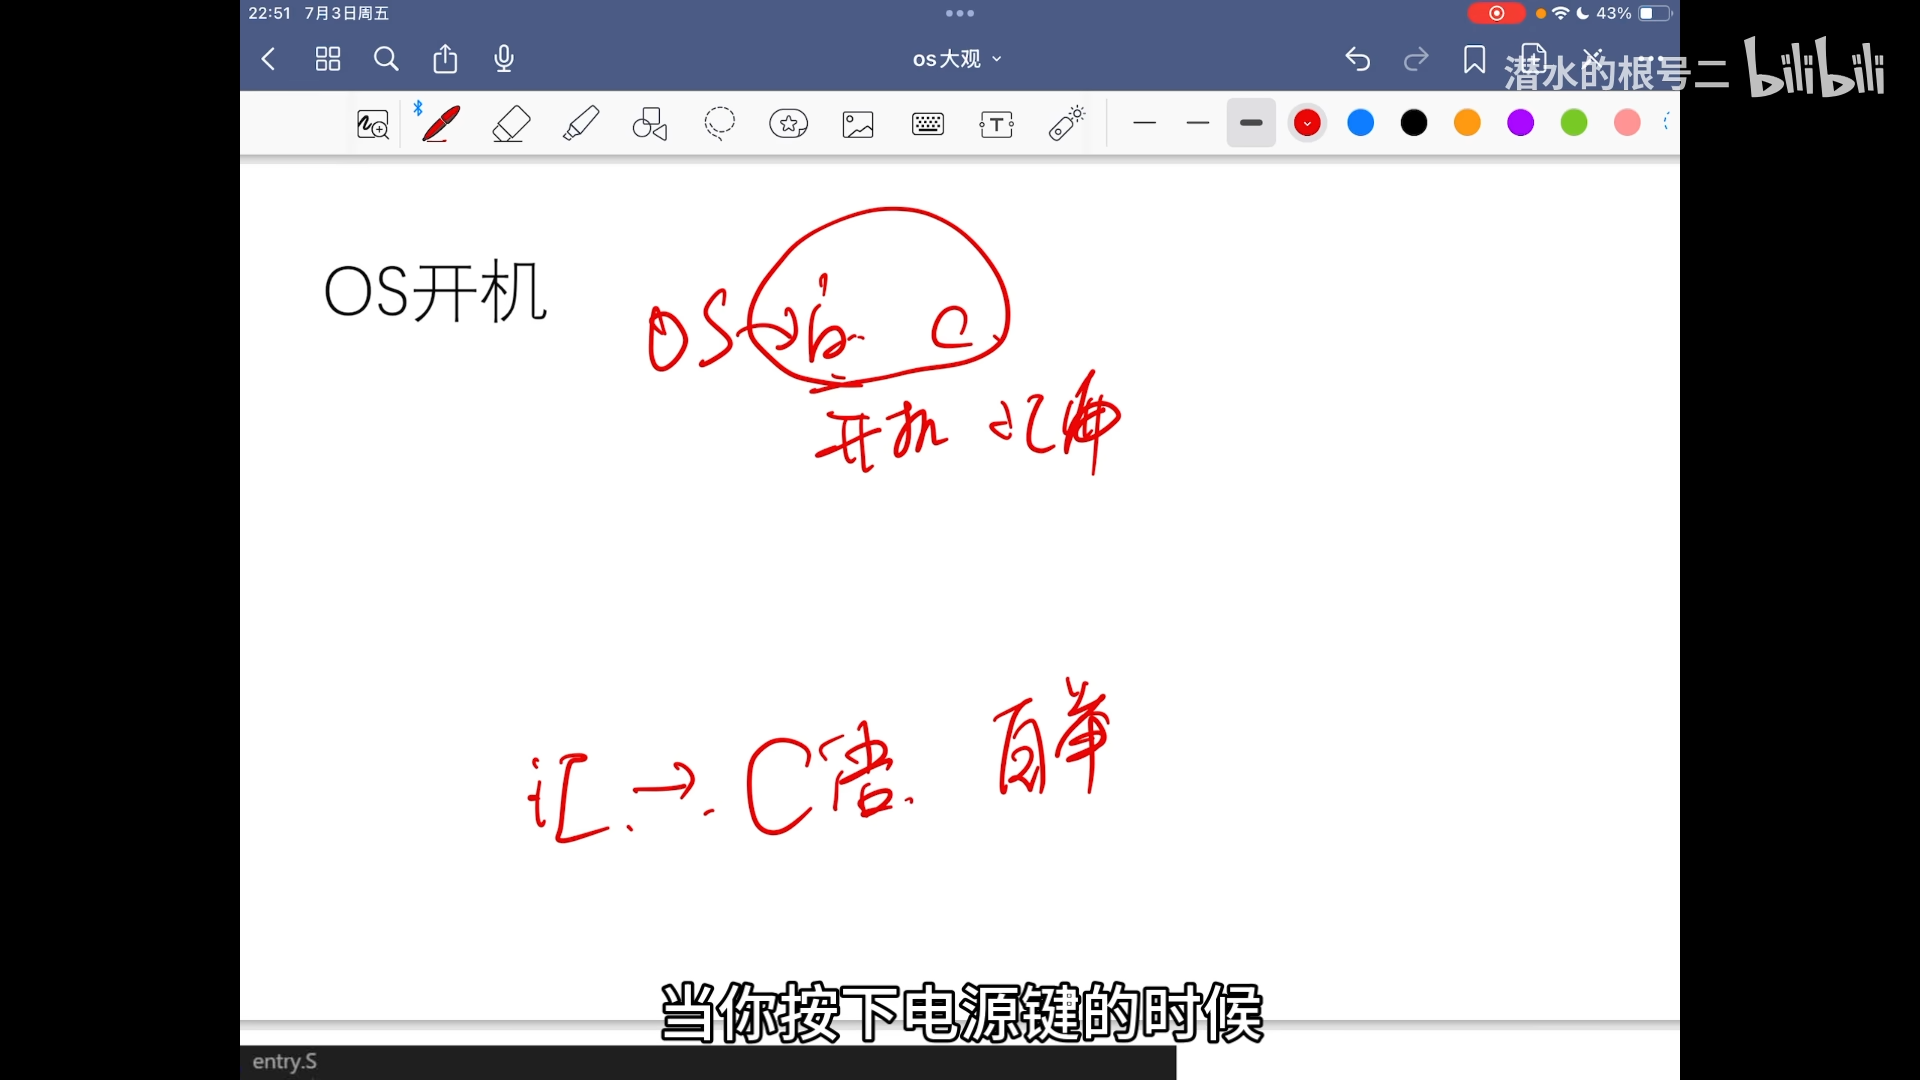 22:51 7月3日周五
43%
os大观
潜水的根号二 bilibili
OS开机
OS→
C
开机
汇→C语言
当你按下电源键的时候
entry.S